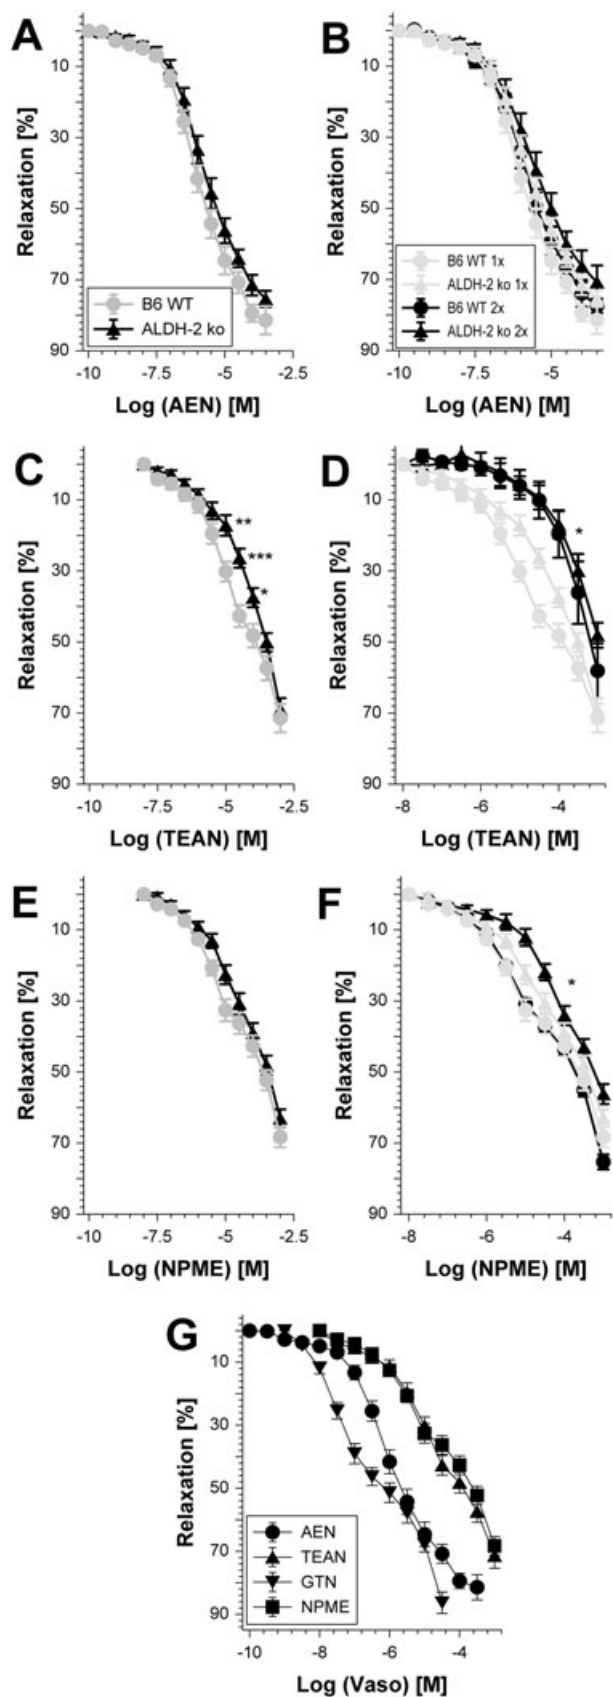 A
Relaxation [%]
10
30
50
70
90
B6 WT
ALDH-2 ko
-10 -7.5 -5 -2.5
Log (AEN) [M]
B
Relaxation [%]
10
30
50
70
90
B6 WT 1x
ALDH-2 ko 1x
B6 WT 2x
ALDH-2 ko 2x
-10 -7.5 -5
Log (AEN) [M]
C
Relaxation [%]
10
30
50
70
90
**
***
*
-10 -7.5 -5 -2.5
Log (TEAN) [M]
D
Relaxation [%]
10
30
50
70
90
*
-8 -6 -4
Log (TEAN) [M]
E
Relaxation [%]
10
30
50
70
90
-10 -7.5 -5 -2.5
Log (NPME) [M]
F
Relaxation [%]
10
30
50
70
90
*
-8 -6 -4
Log (NPME) [M]
G
Relaxation [%]
10
30
50
70
90
AEN
TEAN
GTN
NPME
-10 -8 -6 -4
Log (Vaso) [M]